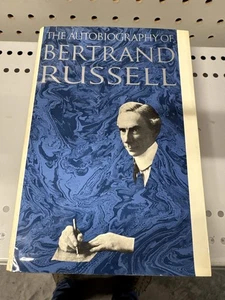 THE AUTOBIOGRAPHY OF
BERTRAND
RUSSELL